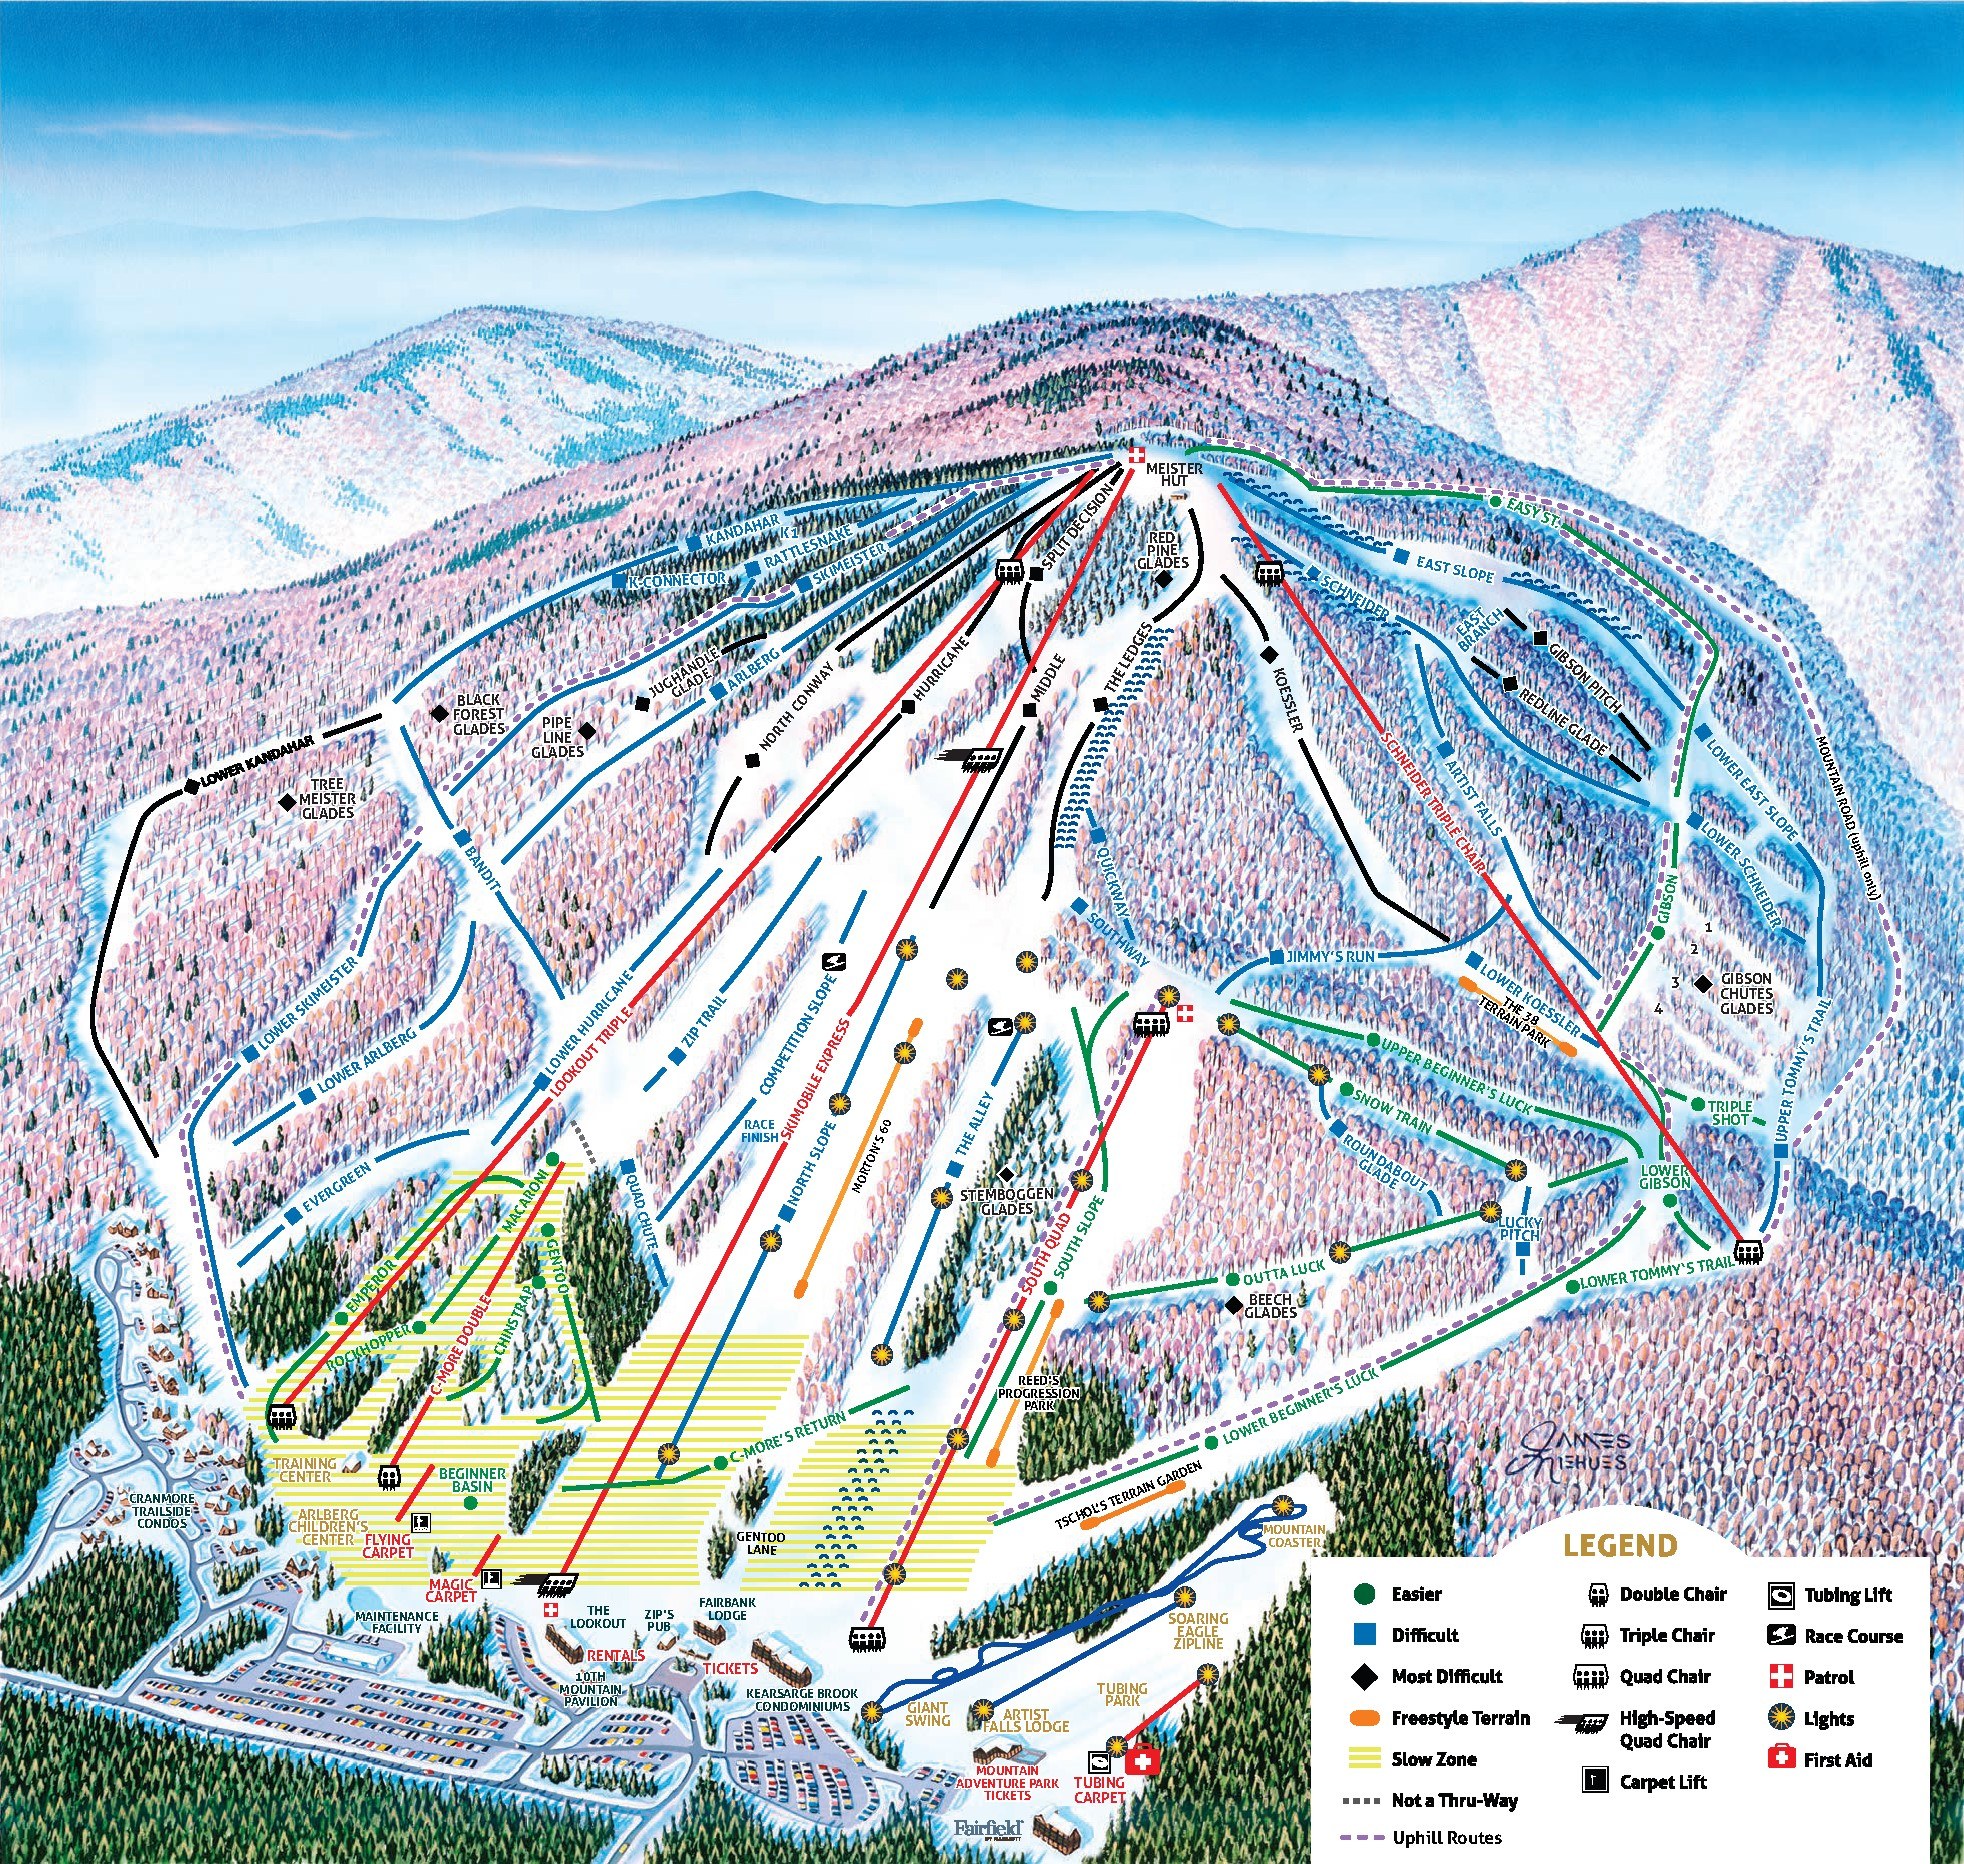 MEISTER
HUT
KANDAHAR
K1
RATTLESNAKE
K-CONNECTOR
SKIMEISTER
SPLIT DECISION
RED
PINE
GLADES
EASY ST.
EAST SLOPE
SCHNEIDER
EAST
BRANCH
GIBSON PITCH
REDLINE GLADE
JUGHANDLE
GLADE
ARLBERG
NORTH CONWAY
HURRICANE
MIDDLE
THE LEDGES
KOESSLER
BLACK
FOREST
GLADES
PIPE
LINE
GLADES
LOWER KANDAHAR
TREE
MEISTER
GLADES
SCHNEIDER TRIPLE CHAIR
ARTIST FALLS
LOWER EAST SLOPE
MOUNTAIN ROAD (uphill only)
LOWER SCHNEIDER
BANDIT
QUICKWAY
SOUTHWAY
GIBSON
1
2
3
4
GIBSON
CHUTES
GLADES
JIMMY'S RUN
LOWER KOESSLER
THE 38
TERRAIN PARK
LOWER SKIMEISTER
LOWER ARLBERG
LOWER HURRICANE
LOOKOUT TRIPLE
ZIP TRAIL
COMPETITION SLOPE
SKIMOBILE EXPRESS
RACE
FINISH
NORTH SLOPE
MORTON'S 60
THE ALLEY
STEMBOGGEN
GLADES
UPPER BEGINNER'S LUCK
SNOW TRAIN
ROUNDABOUT
GLADE
TRIPLE
SHOT
UPPER TOMMY'S TRAIL
LOWER
GIBSON
LUCKY
PITCH
EVERGREEN
MACARONI
QUAD CHUTE
GENTOO
EMPEROR
ROCKHOPPER
C-MORE DOUBLE
CHINSTRAP
SOUTH QUAD
SOUTH SLOPE
OUTTA LUCK
BEECH
GLADES
LOWER TOMMY'S TRAIL
REED'S
PROGRESSION
PARK
LOWER BEGINNER'S LUCK
C-MORE'S RETURN
TRAINING
CENTER
BEGINNER
BASIN
CRANMORE
TRAILSIDE
CONDOS
ARLBERG
CHILDREN'S
CENTER
FLYING
CARPET
MAGIC
CARPET
GENTOO
LANE
TSCHOL'S TERRAIN GARDEN
MOUNTAIN
COASTER
JAMES
NIEHUES
MAINTENANCE
FACILITY
THE
LOOKOUT
ZIP'S
PUB
FAIRBANK
LODGE
RENTALS
TICKETS
10TH
MOUNTAIN
PAVILION
KEARSARGE BROOK
CONDOMINIUMS
SOARING
EAGLE
ZIPLINE
GIANT
SWING
ARTIST
FALLS LODGE
TUBING
PARK
MOUNTAIN
ADVENTURE PARK
TICKETS
TUBING
CARPET
Fairfield
BY MARRIOTT
LEGEND
Easier
Difficult
Most Difficult
Freestyle Terrain
Slow Zone
Not a Thru-Way
Uphill Routes
Double Chair
Triple Chair
Quad Chair
High-Speed
Quad Chair
Carpet Lift
Tubing Lift
Race Course
Patrol
Lights
First Aid